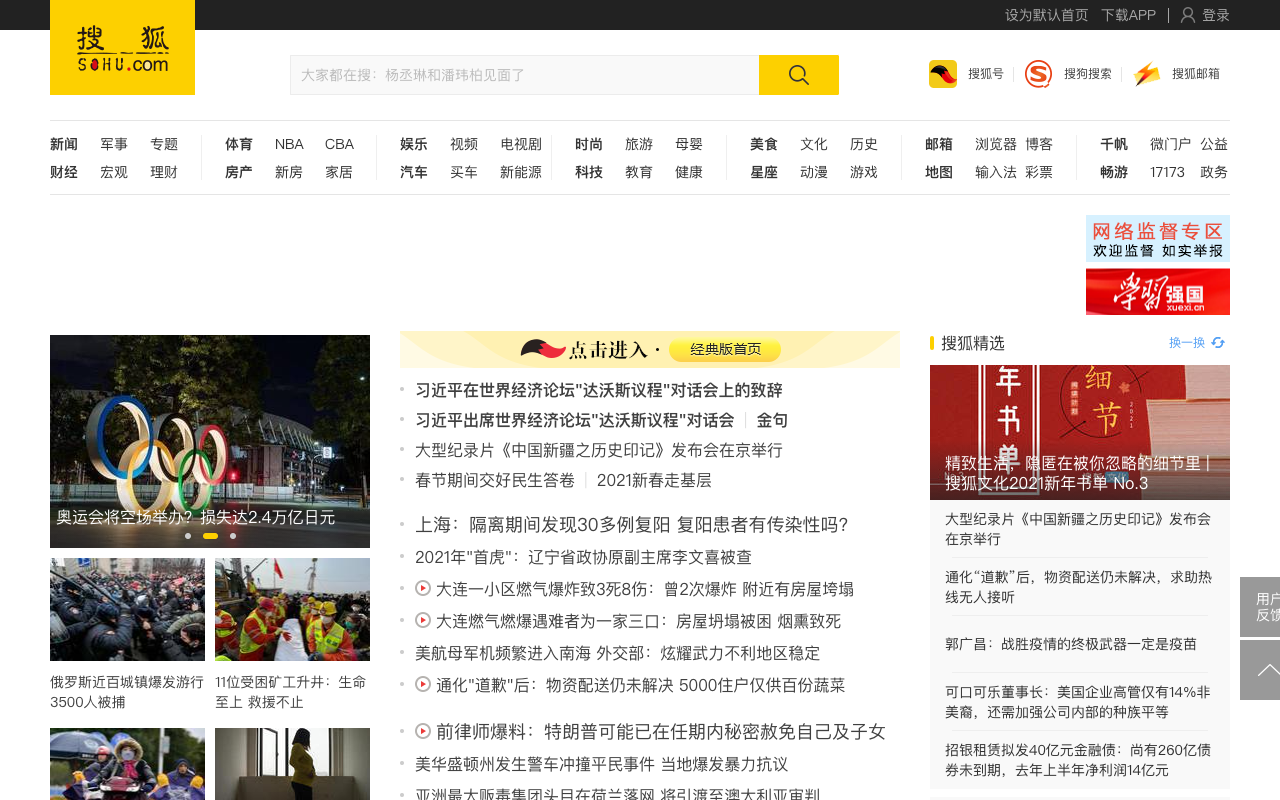 设为默认首页 下载APP 登录
搜狐
SOHU.com
大家都在搜：杨丞琳和潘玮柏见面了
搜狐号 搜狗搜索 搜狐邮箱
新闻 军事 专题 体育 NBA CBA 娱乐 视频 电视剧 时尚 旅游 母婴 美食 文化 历史 邮箱 浏览器 博客 千帆 微门户 公益
财经 宏观 理财 房产 新房 家居 汽车 买车 新能源 科技 教育 健康 星座 动漫 游戏 地图 输入法 彩票 畅游 17173 政务
网络监督专区
欢迎监督 如实举报
学习强国
xuexi.cn
奥运会将空场举办？损失达2.4万亿日元
俄罗斯近百城镇爆发游行
3500人被捕
11位受困矿工升井：生命
至上 救援不止
点击进入· 经典版首页
习近平在世界经济论坛"达沃斯议程"对话会上的致辞
习近平出席世界经济论坛"达沃斯议程"对话会 金句
大型纪录片《中国新疆之历史印记》发布会在京举行
春节期间交好民生答卷 2021新春走基层
上海：隔离期间发现30多例复阳 复阳患者有传染性吗?
2021年"首虎"：辽宁省政协原副主席李文喜被查
大连一小区燃气爆炸致3死8伤：曾2次爆炸 附近有房屋垮塌
大连燃气燃爆遇难者为一家三口：房屋坍塌被困 烟熏致死
美航母军机频繁进入南海 外交部：炫耀武力不利地区稳定
通化"道歉"后：物资配送仍未解决 5000住户仅供百份蔬菜
前律师爆料：特朗普可能已在任期内秘密赦免自己及子女
美华盛顿州发生警车冲撞平民事件 当地爆发暴力抗议
亚洲最大贩毒集团头目在荷兰落网 将引渡至澳大利亚审判
搜狐精选 换一换
年书单
细节
2021
精致生活，隐匿在被你忽略的细节里 |
搜狐文化2021新年书单 No.3
大型纪录片《中国新疆之历史印记》发布会
在京举行
通化“道歉”后，物资配送仍未解决，求助热
线无人接听
郭广昌：战胜疫情的终极武器一定是疫苗
可口可乐董事长：美国企业高管仅有14%非
美裔，还需加强公司内部的种族平等
招银租赁拟发40亿元金融债：尚有260亿债
券未到期，去年上半年净利润14亿元
用户
反馈